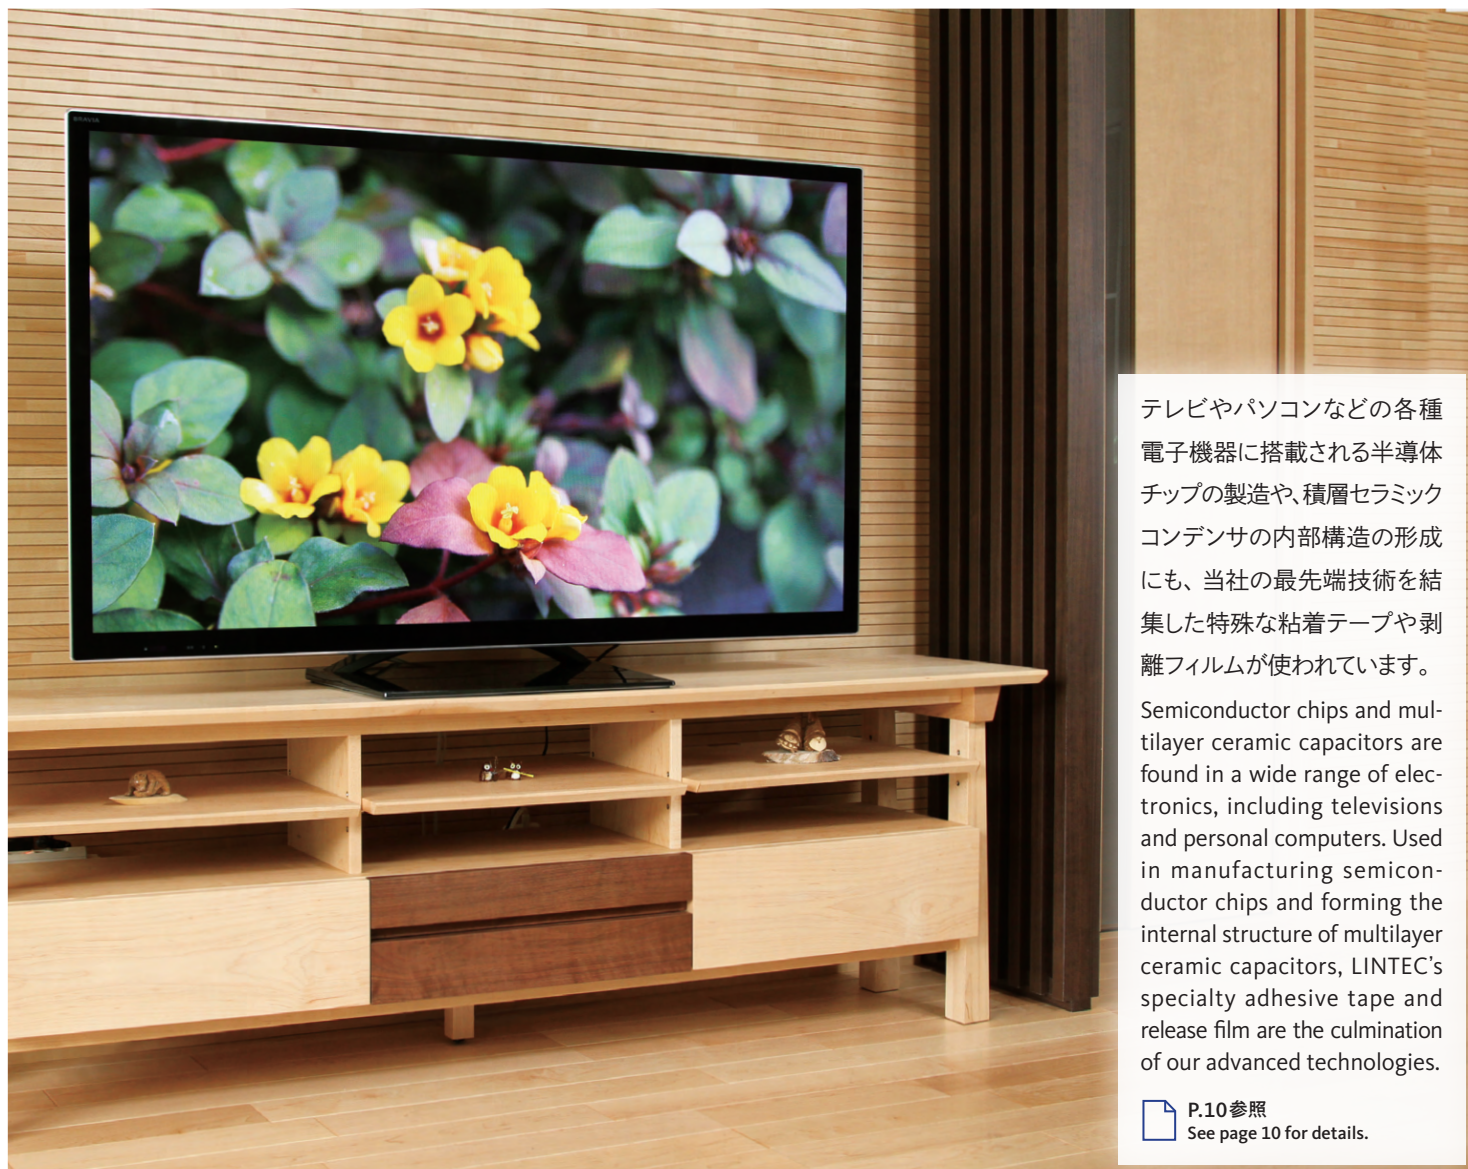 BRAVIA
テレビやパソコンなどの各種
電子機器に搭載される半導体
チップの製造や、積層セラミック
コンデンサの内部構造の形成
にも、当社の最先端技術を結
集した特殊な粘着テープや剥
離フィルムが使われています。
Semiconductor chips and mul-
tilayer ceramic capacitors are
found in a wide range of elec-
tronics, including televisions
and personal computers. Used
in manufacturing semicon-
ductor chips and forming the
internal structure of multilayer
ceramic capacitors, LINTEC’s
specialty adhesive tape and
release film are the culmination
of our advanced technologies.
P.10参照
See page 10 for details.